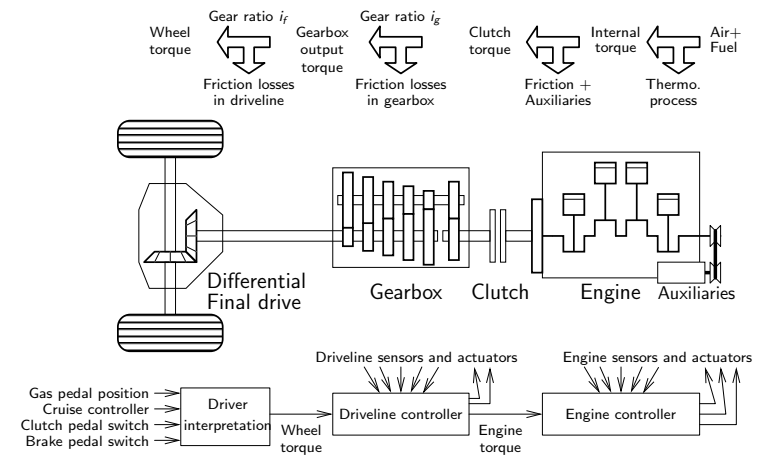 Gear ratio i_f
Gear ratio i_g
Wheel
torque
Gearbox
output
torque
Clutch
torque
Internal
torque
Air+
Fuel
Friction losses
in driveline
Friction losses
in gearbox
Friction +
Auxiliaries
Thermo.
process
Differential
Final drive
Gearbox
Clutch
Engine
Auxiliaries
Driveline sensors and actuators
Engine sensors and actuators
Gas pedal position
Cruise controller
Clutch pedal switch
Brake pedal switch
Driver
interpretation
Wheel
torque
Driveline controller
Engine
torque
Engine controller